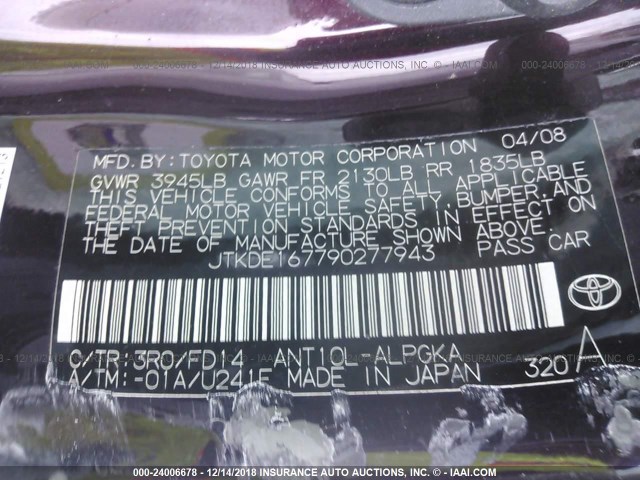 000-24006678 - 12/14/2018 INSURANCE AUTO AUCTIONS, INC. - © - IAAI.COM
MFD.BY:TOYOTA MOTOR CORPORATION 04/08
GVWR 3945LB GAWR FR 2130LB RR 1835LB
THIS VEHICLE CONFORMS TO ALL APPLICABLE
FEDERAL MOTOR VEHICLE SAFETY,BUMPER,AND
THEFT PREVENTION STANDARDS IN EFFECT ON
THE DATE OF MANUFACTURE SHOWN ABOVE.
JTKDE167790277943 PASS CAR
C/TR:3RO/FD14 ANT10L-ALPGKA
A/TM:-01A/U241E MADE IN JAPAN 320A
000-24006678 - 12/14/2018 INSURANCE AUTO AUCTIONS, INC. - © - IAAI.COM